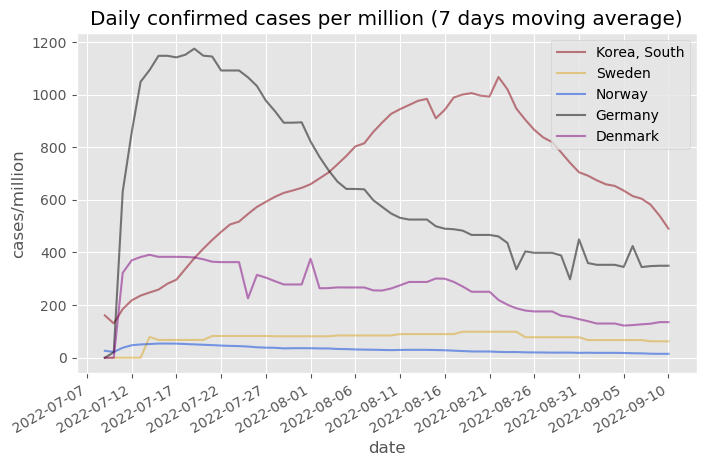 Daily confirmed cases per million (7 days moving average)
1200
1000
800
600
400
200
0
cases/million
Korea, South
Sweden
Norway
Germany
Denmark
2022-07-07
2022-07-12
2022-07-17
2022-07-22
2022-07-27
2022-08-01
2022-08-06
2022-08-11
2022-08-16
2022-08-21
2022-08-26
2022-08-31
2022-09-05
2022-09-10
date